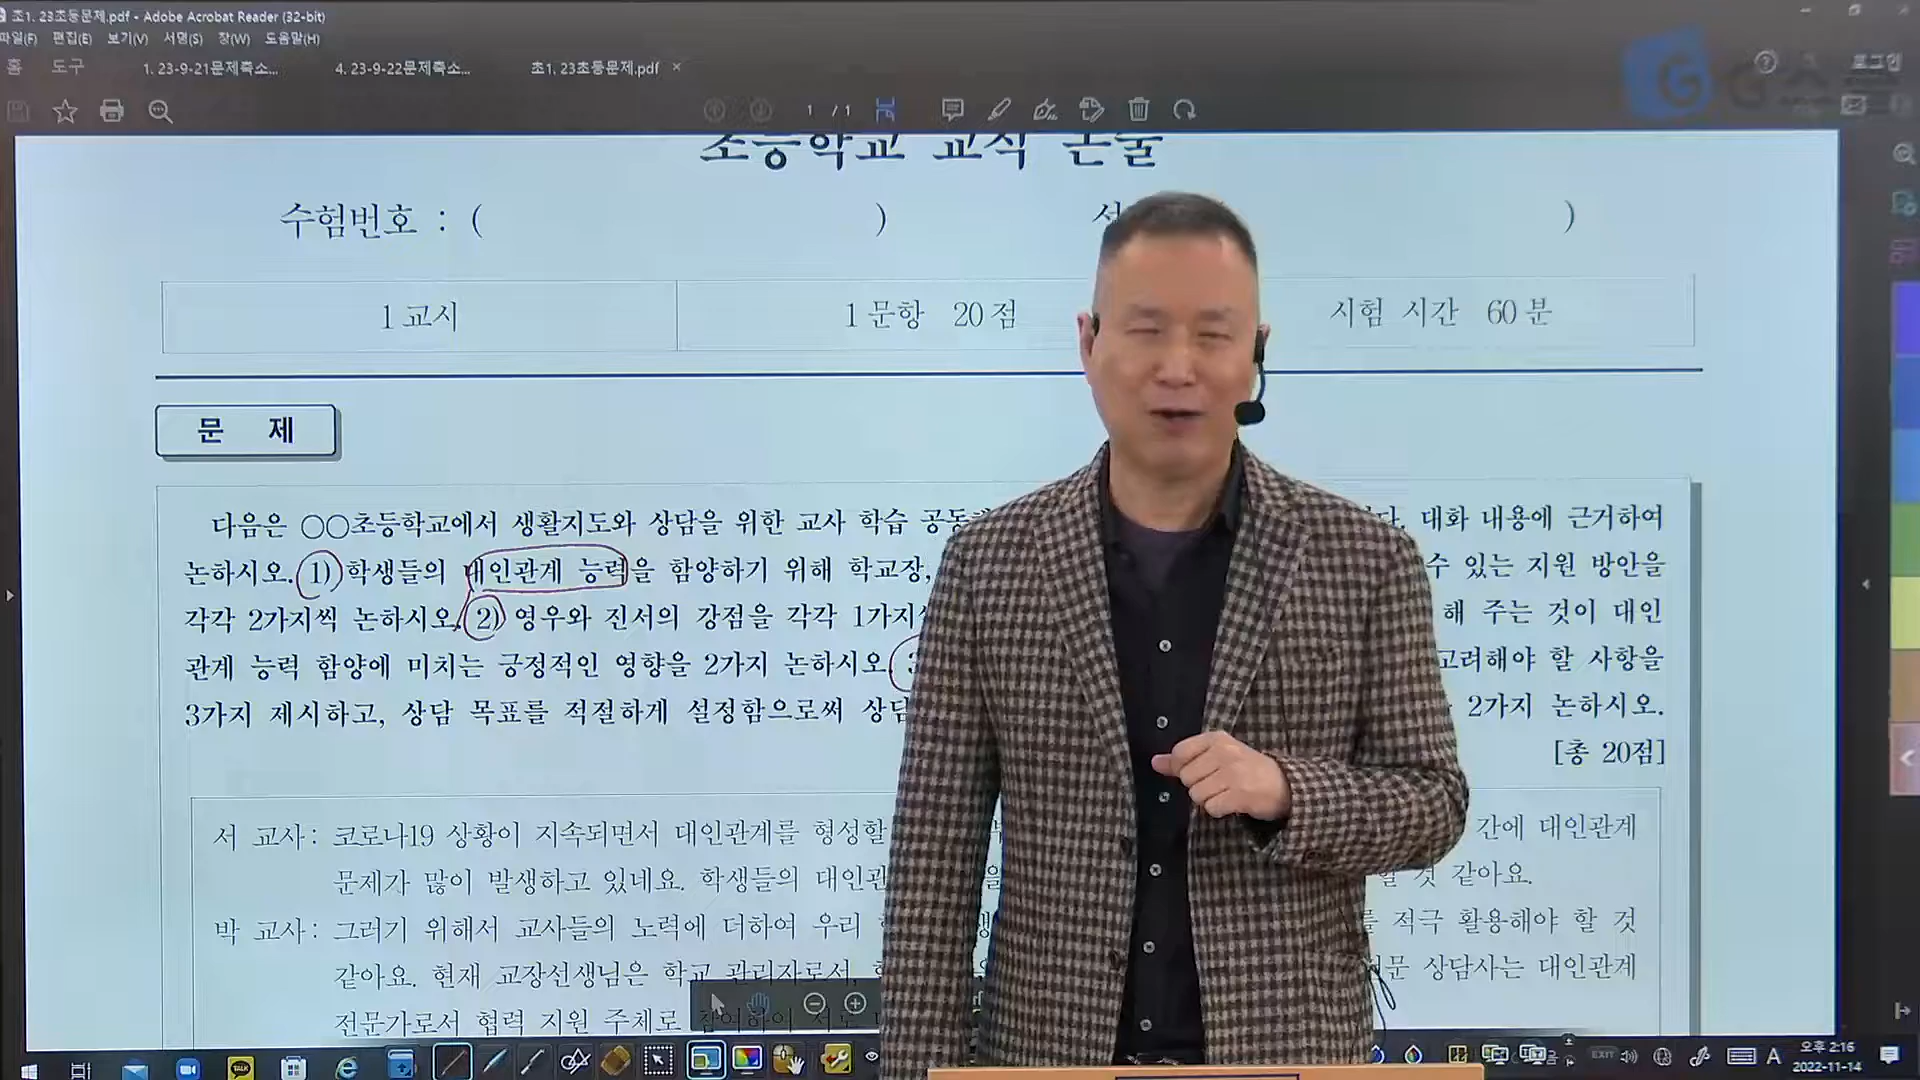 초1. 23초등문제.pdf - Adobe Acrobat Reader (32-bit)
파일(F) 편집(E) 보기(V) 서명(S) 창(W) 도움말(H)
홈 도구 1. 23-9-21문제축소... 4. 23-9-22문제축소... 초1. 23초등문제.pdf × 로그인
1 / 1
초등학교 교직 논술
수험번호 : ( ) )
1교시 1문항 20점 시험 시간 60분
문 제
다음은 ○○초등학교에서 생활지도와 상담을 위한 교사 학습 대화 내용에 근거하여
논하시오. 1) 학생들의 대인관계 능력을 함양하기 위해 학교장, 수 있는 지원 방안을
각각 2가지씩 논하시오. 2) 영우와 진서의 강점을 각각 해 주는 것이 대인
관계 능력 함양에 미치는 긍정적인 영향을 2가지 논하시오. 고려해야 할 사항을
3가지 제시하고, 상담 목표를 적절하게 설정함으로써 2가지 논하시오.
[총 20점]
서 교사: 코로나19 상황이 지속되면서 대인관계를 형성할 간에 대인관계
문제가 많이 발생하고 있네요. 학생들의 것 같아요.
박 교사: 그러기 위해서 교사들의 노력에 더하여 우리 를 적극 활용해야 할 것
같아요. 현재 교장선생님은 학교 관리자로서, 상담사는 대인관계
전문가로서 협력 지원 주체로
TALK
EXIT
A
오후 2:16
2022-11-14